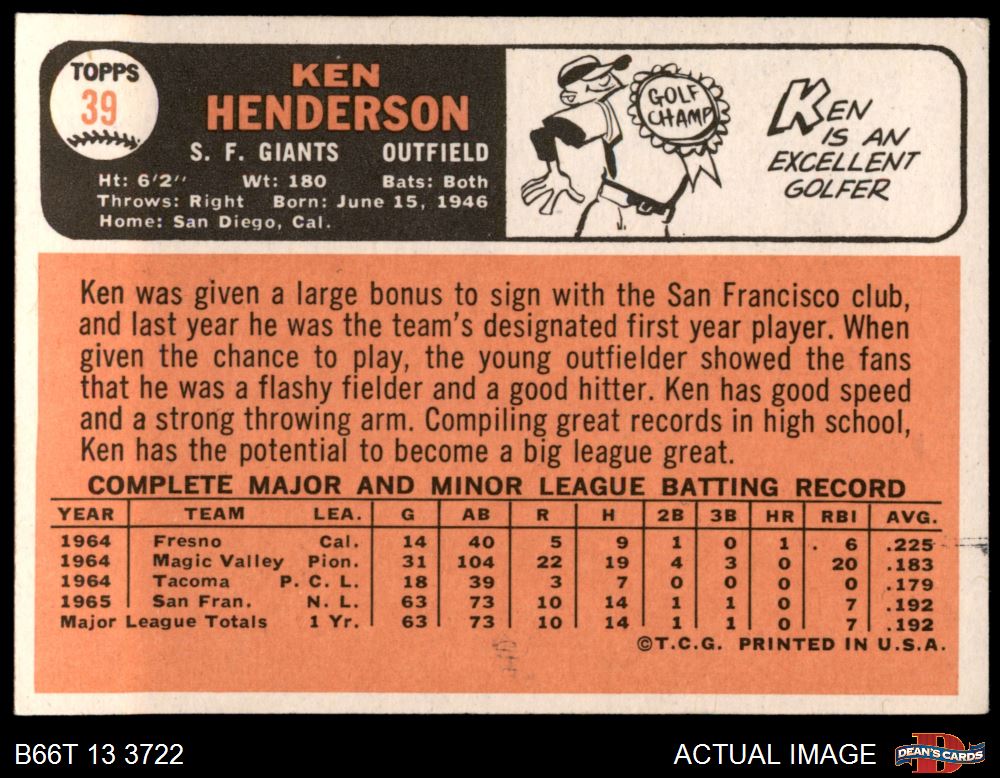 TOPPS
39
KEN
HENDERSON
S. F. GIANTS OUTFIELD
Ht: 6'2" Wt: 180 Bats: Both
Throws: Right Born: June 15, 1946
Home: San Diego, Cal.
GOLF
CHAMP
KEN
IS AN
EXCELLENT
GOLFER
Ken was given a large bonus to sign with the San Francisco club,
and last year he was the team's designated first year player. When
given the chance to play, the young outfielder showed the fans
that he was a flashy fielder and a good hitter. Ken has good speed
and a strong throwing arm. Compiling great records in high school,
Ken has the potential to become a big league great.
COMPLETE MAJOR AND MINOR LEAGUE BATTING RECORD
YEAR TEAM LEA. G AB R H 2B 3B HR RBI AVG.
1964 Fresno Cal. 14 40 5 9 1 0 1 6 .225
1964 Magic Valley Pion. 31 104 22 19 4 3 0 20 .183
1964 Tacoma P. C. L. 18 39 3 7 0 0 0 0 .179
1965 San Fran. N. L. 63 73 10 14 1 1 0 7 .192
Major League Totals 1 Yr. 63 73 10 14 1 1 0 7 .192
©T.C.G. PRINTED IN U.S.A.
B66T 13 3722
ACTUAL IMAGE
D
DEAN'S CARDS